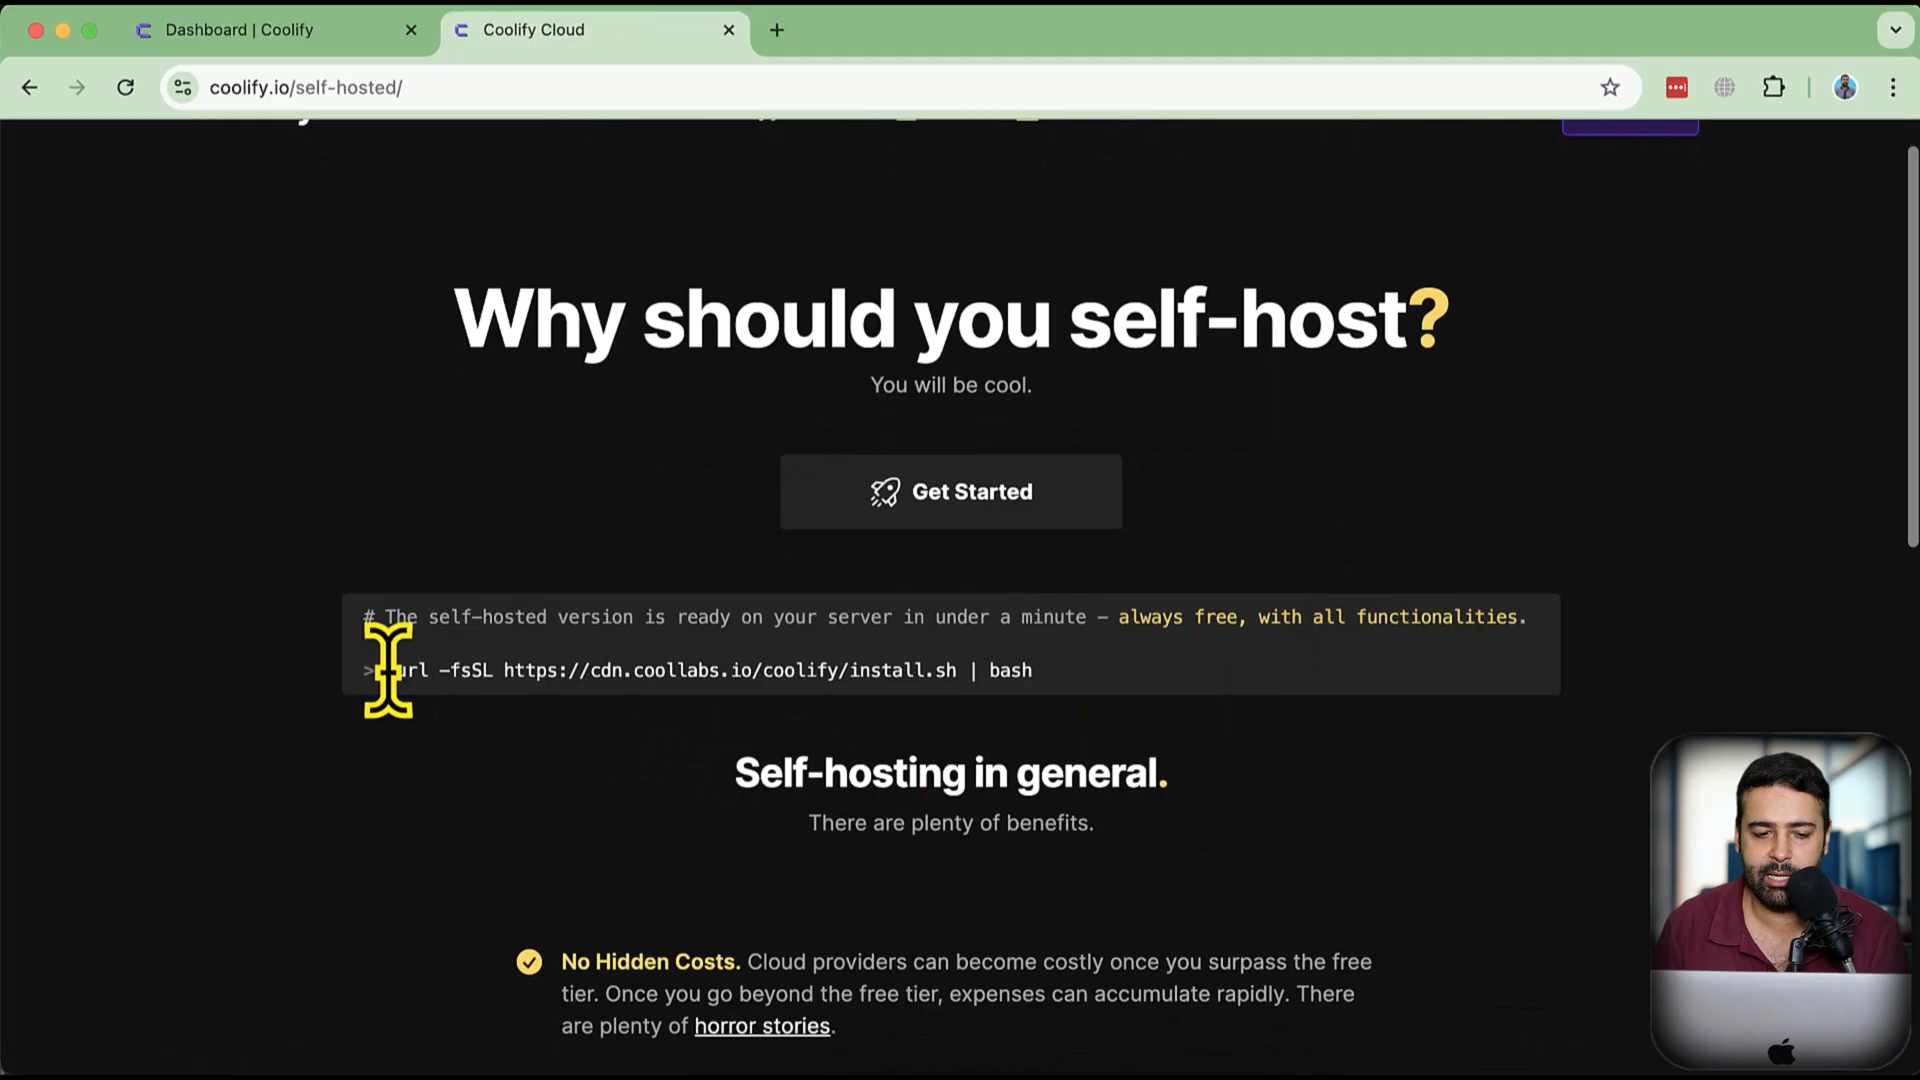 Dashboard | Coolify
Coolify Cloud
coolify.io/self-hosted/
Why should you self-host?
You will be cool.
Get Started
# The self-hosted version is ready on your server in under a minute – always free, with all functionalities.
> url -fsSL https://cdn.coollabs.io/coolify/install.sh | bash
Self-hosting in general.
There are plenty of benefits.
No Hidden Costs. Cloud providers can become costly once you surpass the free
tier. Once you go beyond the free tier, expenses can accumulate rapidly. There
are plenty of horror stories.